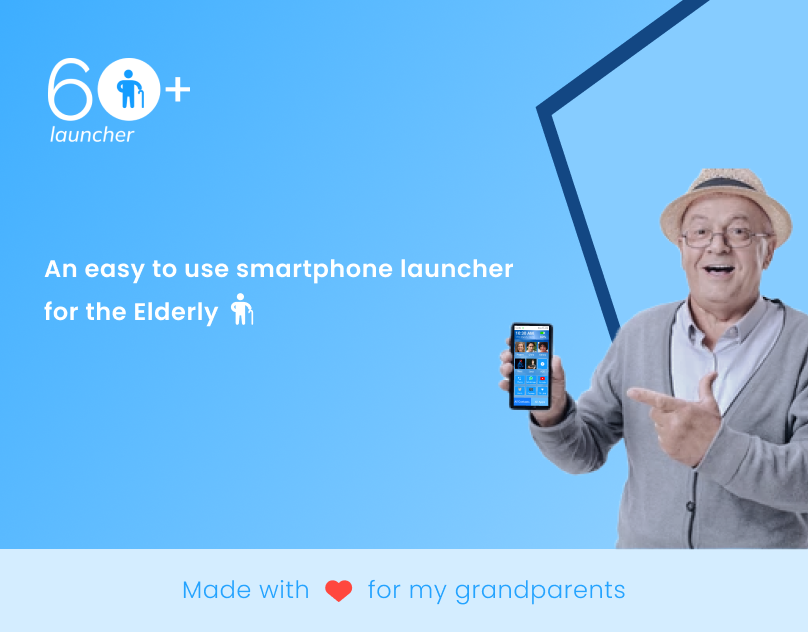 60+
launcher
An easy to use smartphone launcher
for the Elderly
Made with for my grandparents